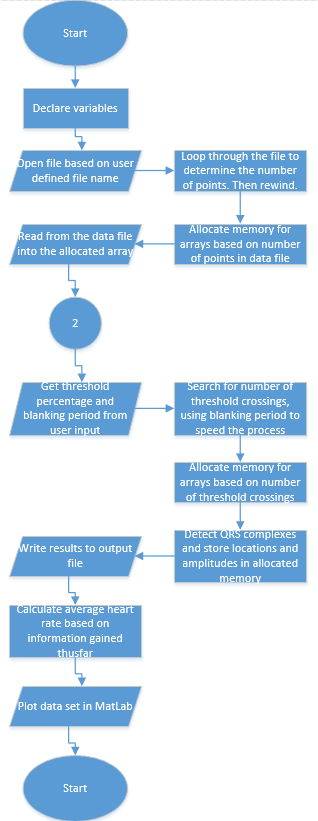 Start
Declare variables
Open file based on user
defined file name
Loop through the file to
determine the number
of points. Then rewind.
Allocate memory for
arrays based on number
of points in data file
Read from the data file
into the allocated array
2
Get threshold
percentage and
blanking period from
user input
Search for number of
threshold crossings,
using blanking period to
speed the process
Allocate memory for
arrays based on number
of threshold crossings
Detect QRS complexes
and store locations and
amplitudes in allocated
memory
Write results to output
file
Calculate average heart
rate based on
information gained
thusfar
Plot data set in MatLab
Start